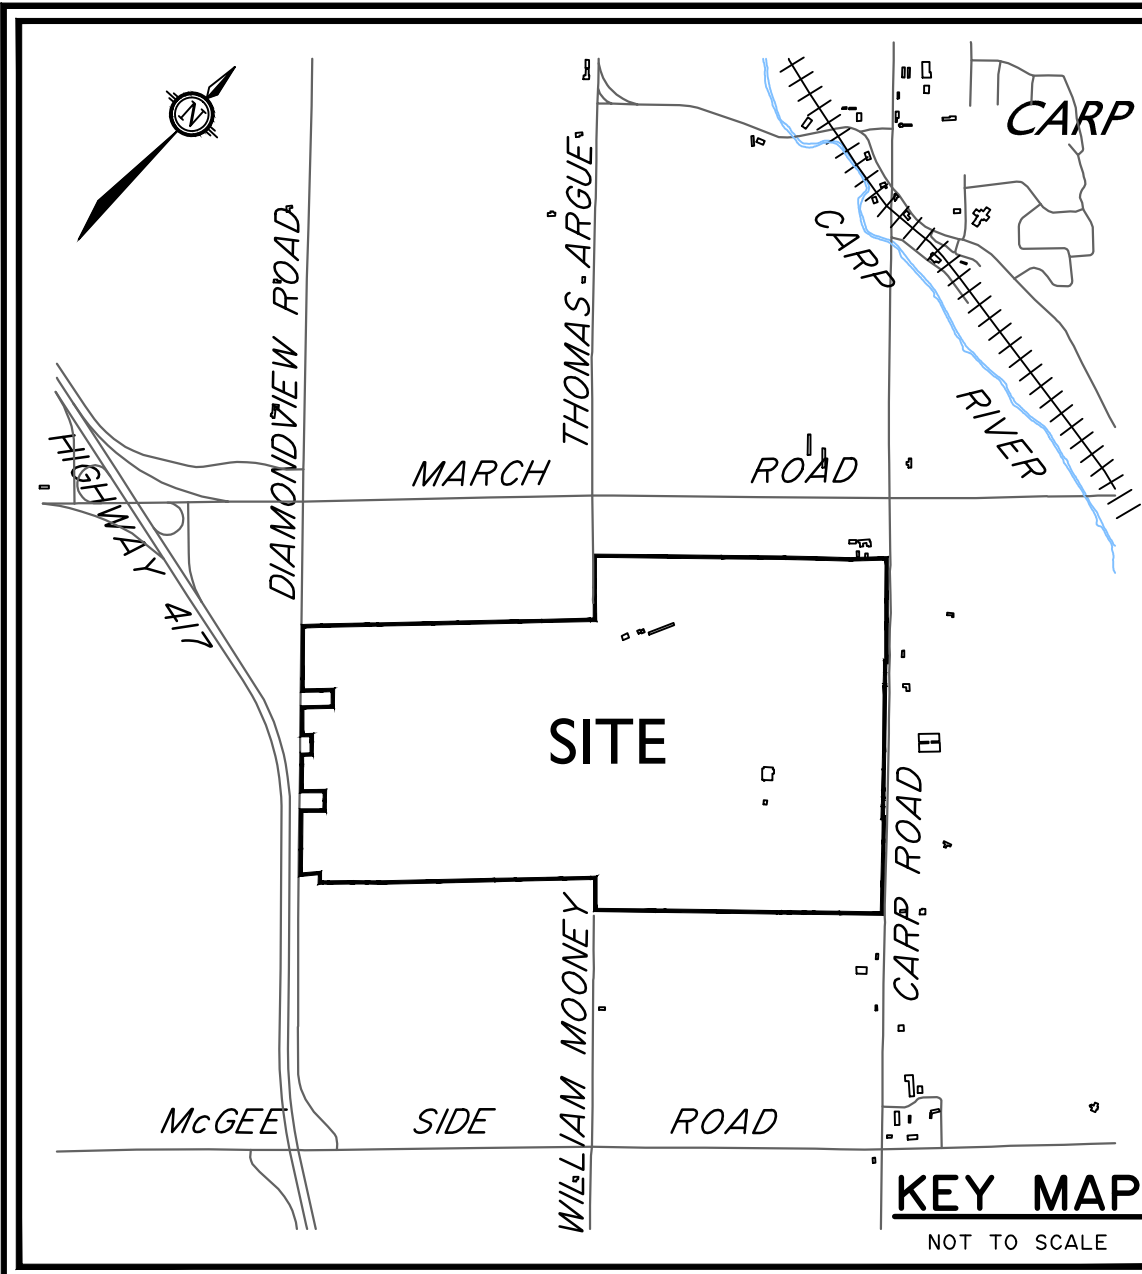 N
CARP
DIAMONDVIEW ROAD
THOMAS-ARGUE
CARP
RIVER
HIGHWAY 417
MARCH ROAD
SITE
CARP ROAD
WILLIAM MOONEY
McGEE SIDE ROAD
KEY MAP
NOT TO SCALE